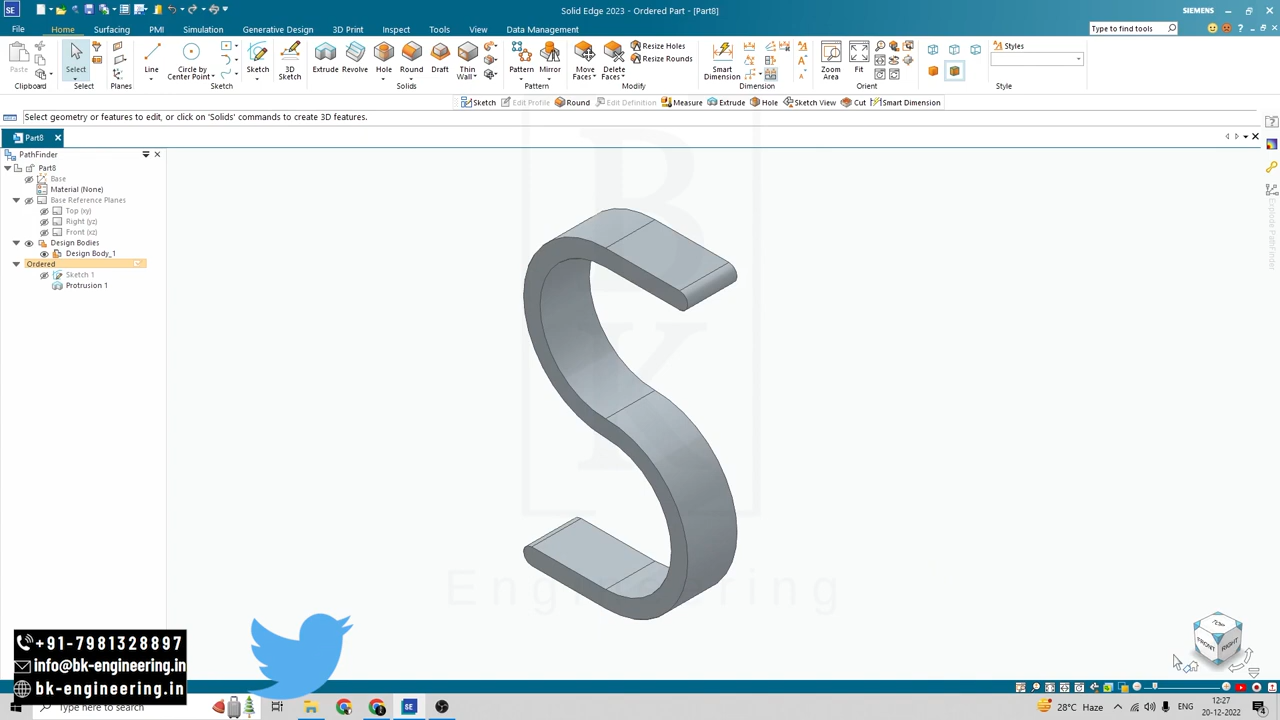 Solid Edge 2023 - Ordered Part - [Part8]
SIEMENS
File Home Surfacing PMI Simulation Generative Design 3D Print Inspect Tools View Data Management
Type to find tools
Paste
Clipboard
Select
Select
Planes
Line
Circle by Center Point
Sketch
Sketch
3D Sketch
Extrude
Revolve
Hole
Round
Draft
Thin Wall
Solids
Pattern
Mirror
Pattern
Move Faces
Delete Faces
Resize Holes
Resize Rounds
Modify
Smart Dimension
Dimension
Zoom Area
Fit
Orient
Styles
Style
Sketch Edit Profile Round Edit Definition Measure Extrude Hole Sketch View Cut Smart Dimension
Select geometry or features to edit, or click on 'Solids' commands to create 3D features.
Part8
PathFinder
Part8
Base
Material (None)
Base Reference Planes
Top (xy)
Right (yz)
Front (xz)
Design Bodies
Design Body_1
Ordered
Sketch 1
Protrusion 1
Explode PathFinder
B
K
Engineering
TOP
FRONT
RIGHT
+91-7981328897
info@bk-engineering.in
bk-engineering.in
Type here to search
28°C Haze
ENG
12:27
20-12-2022
4